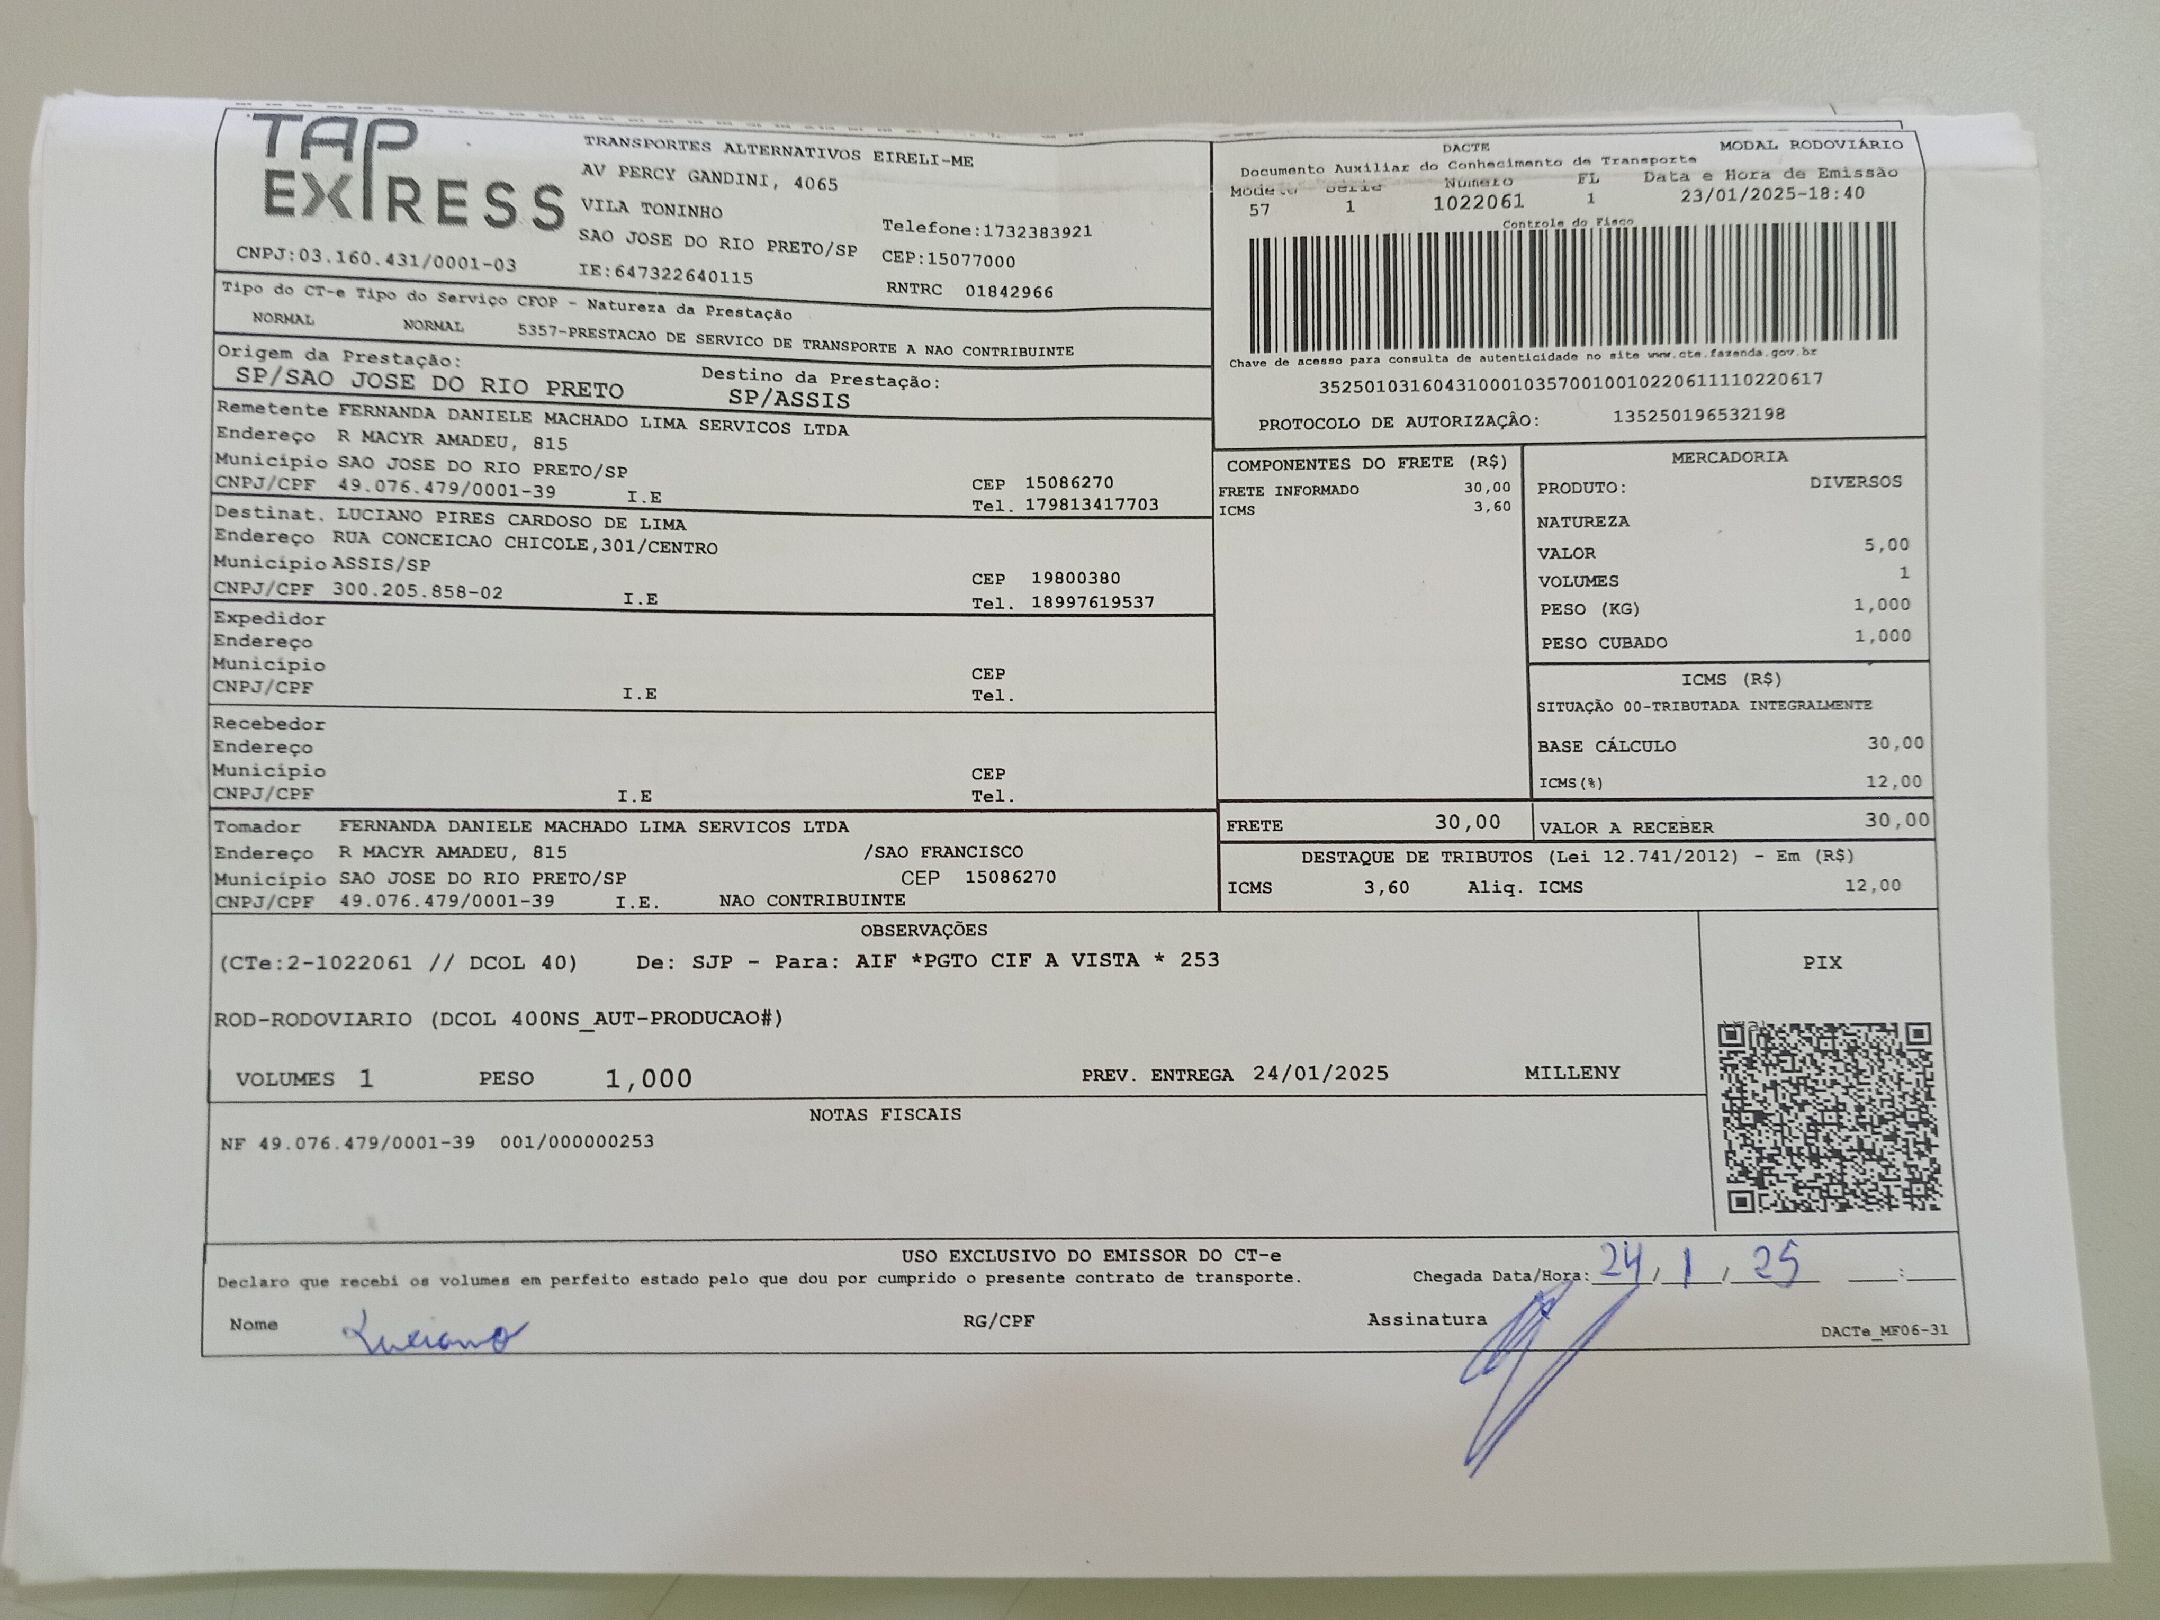 TAP
EXPRESS
TRANSPORTES ALTERNATIVOS EIRELI-ME
AV PERCY GANDINI, 4065
VILA TONINHO
SAO JOSE DO RIO PRETO/SP
Telefone:1732383921
CEP:15077000
CNPJ:03.160.431/0001-03
IE:647322640115
RNTRC 01842966
DACTE
MODAL RODOVIÁRIO
Documento Auxiliar do Conhecimento de Transporte
Modelo Serie Número FL Data e Hora de Emissão
57 1 1022061 1 23/01/2025-18:40
Controle do Fisco
Chave de acesso para consulta de autenticidade no site www.cte.fazenda.gov.br
35250103160431000103570010010220611110220617
PROTOCOLO DE AUTORIZAÇÂO: 135250196532198
Tipo do CT-e Tipo do Serviço CFOP - Natureza da Prestação
NORMAL NORMAL 5357-PRESTACAO DE SERVICO DE TRANSPORTE A NAO CONTRIBUINTE
Origem da Prestação:
SP/SAO JOSE DO RIO PRETO
Destino da Prestação:
SP/ASSIS
Remetente FERNANDA DANIELE MACHADO LIMA SERVICOS LTDA
Endereço R MACYR AMADEU, 815
Município SAO JOSE DO RIO PRETO/SP
CEP 15086270
CNPJ/CPF 49.076.479/0001-39 I.E
Tel. 179813417703
Destinat. LUCIANO PIRES CARDOSO DE LIMA
Endereço RUA CONCEICAO CHICOLE,301/CENTRO
Município ASSIS/SP
CEP 19800380
CNPJ/CPF 300.205.858-02 I.E
Tel. 18997619537
Expedidor
Endereço
Município
CEP
CNPJ/CPF I.E
Tel.
Recebedor
Endereço
Município
CEP
CNPJ/CPF I.E
Tel.
Tomador FERNANDA DANIELE MACHADO LIMA SERVICOS LTDA
Endereço R MACYR AMADEU, 815 /SAO FRANCISCO
Município SAO JOSE DO RIO PRETO/SP CEP 15086270
CNPJ/CPF 49.076.479/0001-39 I.E. NAO CONTRIBUINTE
COMPONENTES DO FRETE (R$)
FRETE INFORMADO 30,00
ICMS 3,60
MERCADORIA
PRODUTO: DIVERSOS
NATUREZA
VALOR 5,00
VOLUMES 1
PESO (KG) 1,000
PESO CUBADO 1,000
ICMS (R$)
SITUAÇÃO 00-TRIBUTADA INTEGRALMENTE
BASE CÁLCULO 30,00
ICMS(%) 12,00
FRETE 30,00
VALOR A RECEBER 30,00
DESTAQUE DE TRIBUTOS (Lei 12.741/2012) - Em (R$)
ICMS 3,60 Aliq. ICMS 12,00
OBSERVAÇÕES
(CTe:2-1022061 // DCOL 40) De: SJP - Para: AIF *PGTO CIF A VISTA * 253
ROD-RODOVIARIO (DCOL 400NS_AUT-PRODUCAO#)
VOLUMES 1 PESO 1,000 PREV. ENTREGA 24/01/2025 MILLENY
PIX
NOTAS FISCAIS
NF 49.076.479/0001-39 001/000000253
USO EXCLUSIVO DO EMISSOR DO CT-e
Declaro que recebi os volumes em perfeito estado pelo que dou por cumprido o presente contrato de transporte.
Chegada Data/Hora: 24/1/25 __:__
Nome Luciano RG/CPF Assinatura
DACTe_MF06-31